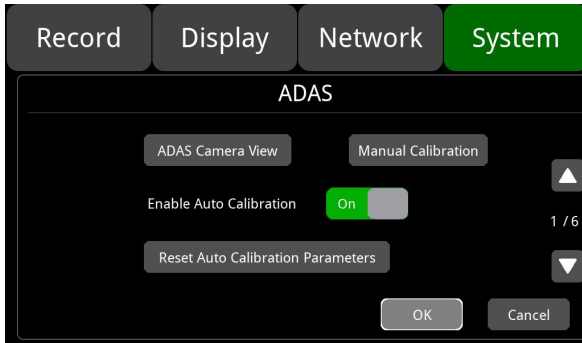 Record Display Network System
ADAS
ADAS Camera View Manual Calibration
Enable Auto Calibration On
1 / 6
Reset Auto Calibration Parameters
OK Cancel